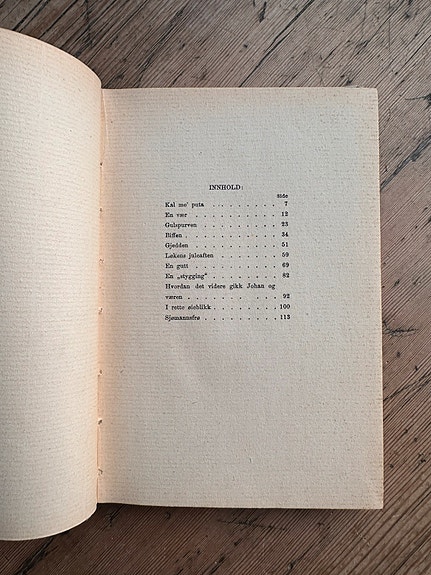 INNHOLD:
Side
Kal me' puta . . . . . . . . . 7
En vær . . . . . . . . . . . 12
Gulspurven . . . . . . . . . . 23
Biffen . . . . . . . . . . . . 34
Gjedden . . . . . . . . . . . 51
Løkens juleaften . . . . . . . . 59
En gutt . . . . . . . . . . . 69
En „stygging" . . . . . . . . . 82
Hvordan det videre gikk Johan og
væren . . . . . . . . . . . 92
I rette øieblikk . . . . . . . . 100
Sjømannsfrø . . . . . . . . . . 113